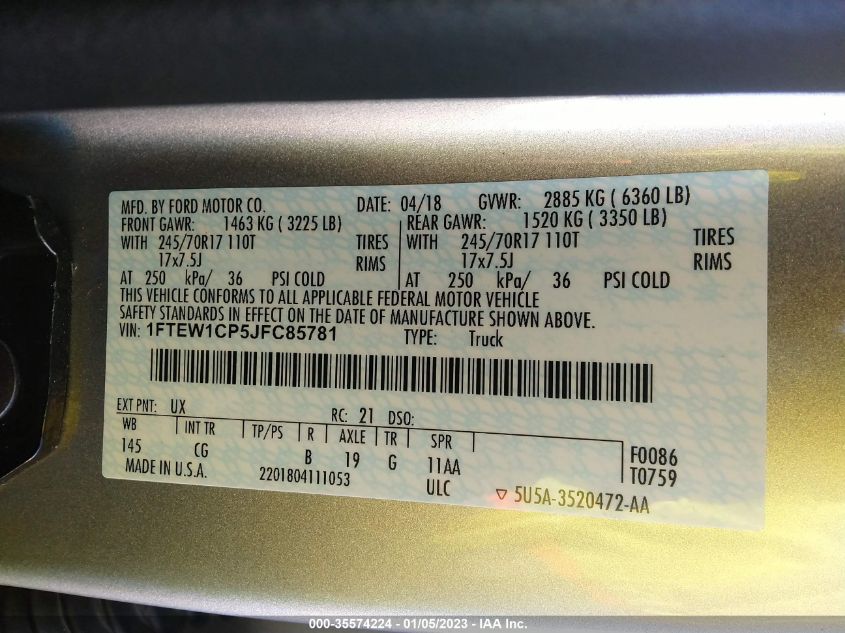 MFD. BY FORD MOTOR CO. DATE: 04/18 GVWR: 2885 KG ( 6360 LB)
FRONT GAWR: 1463 KG ( 3225 LB) REAR GAWR: 1520 KG ( 3350 LB)
WITH 245/70R17 110T TIRES WITH 245/70R17 110T TIRES
17x7.5J RIMS 17x7.5J RIMS
AT 250 kPa/ 36 PSI COLD AT 250 kPa/ 36 PSI COLD
THIS VEHICLE CONFORMS TO ALL APPLICABLE FEDERAL MOTOR VEHICLE
SAFETY STANDARDS IN EFFECT ON THE DATE OF MANUFACTURE SHOWN ABOVE.
VIN: 1FTEW1CP5JFC85781 TYPE: Truck
EXT PNT: UX RC: 21 DSO:
WB INT TR TP/PS R AXLE TR SPR
145 CG B 19 G 11AA F0086
MADE IN U.S.A. 2201804111053 ULC T0759
▽ 5U5A-3520472-AA
000-35574224 - 01/05/2023 - IAA Inc.